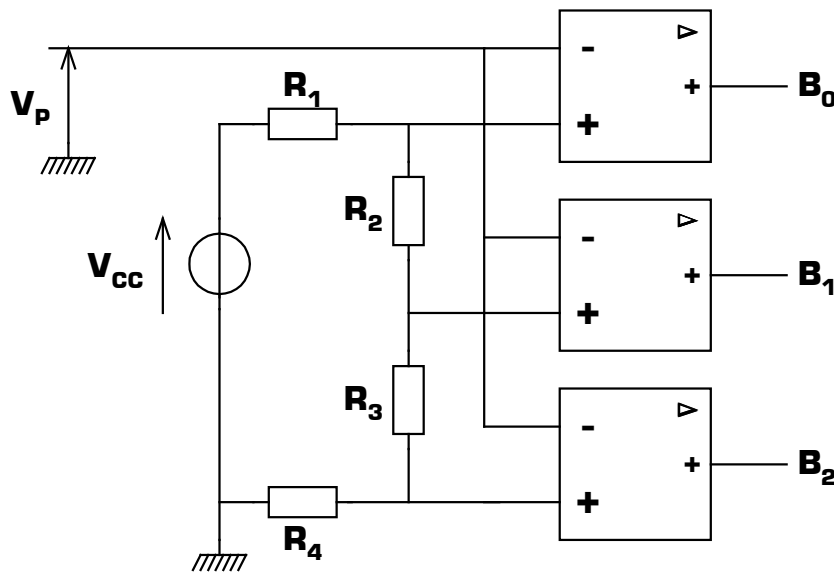 -
+
+
B0
VP
R1
R2
-
+
+
B1
VCC
R3
-
+
+
B2
R4